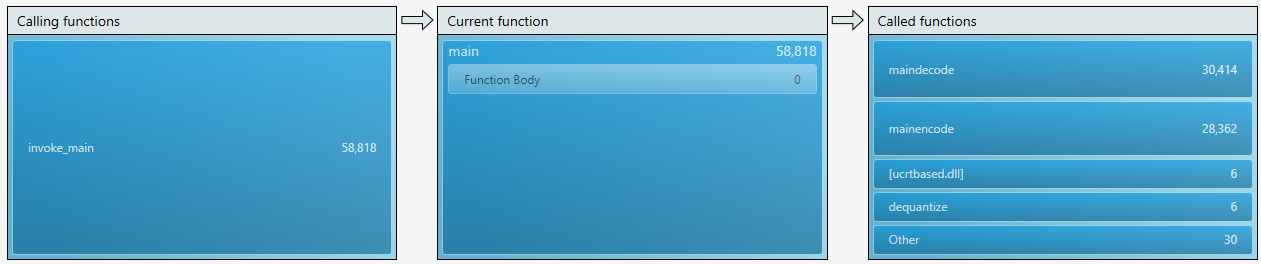 Calling functions
invoke_main 58,818
Current function
main 58,818
Function Body 0
Called functions
maindecode 30,414
mainencode 28,362
[ucrtbased.dll] 6
dequantize 6
Other 30